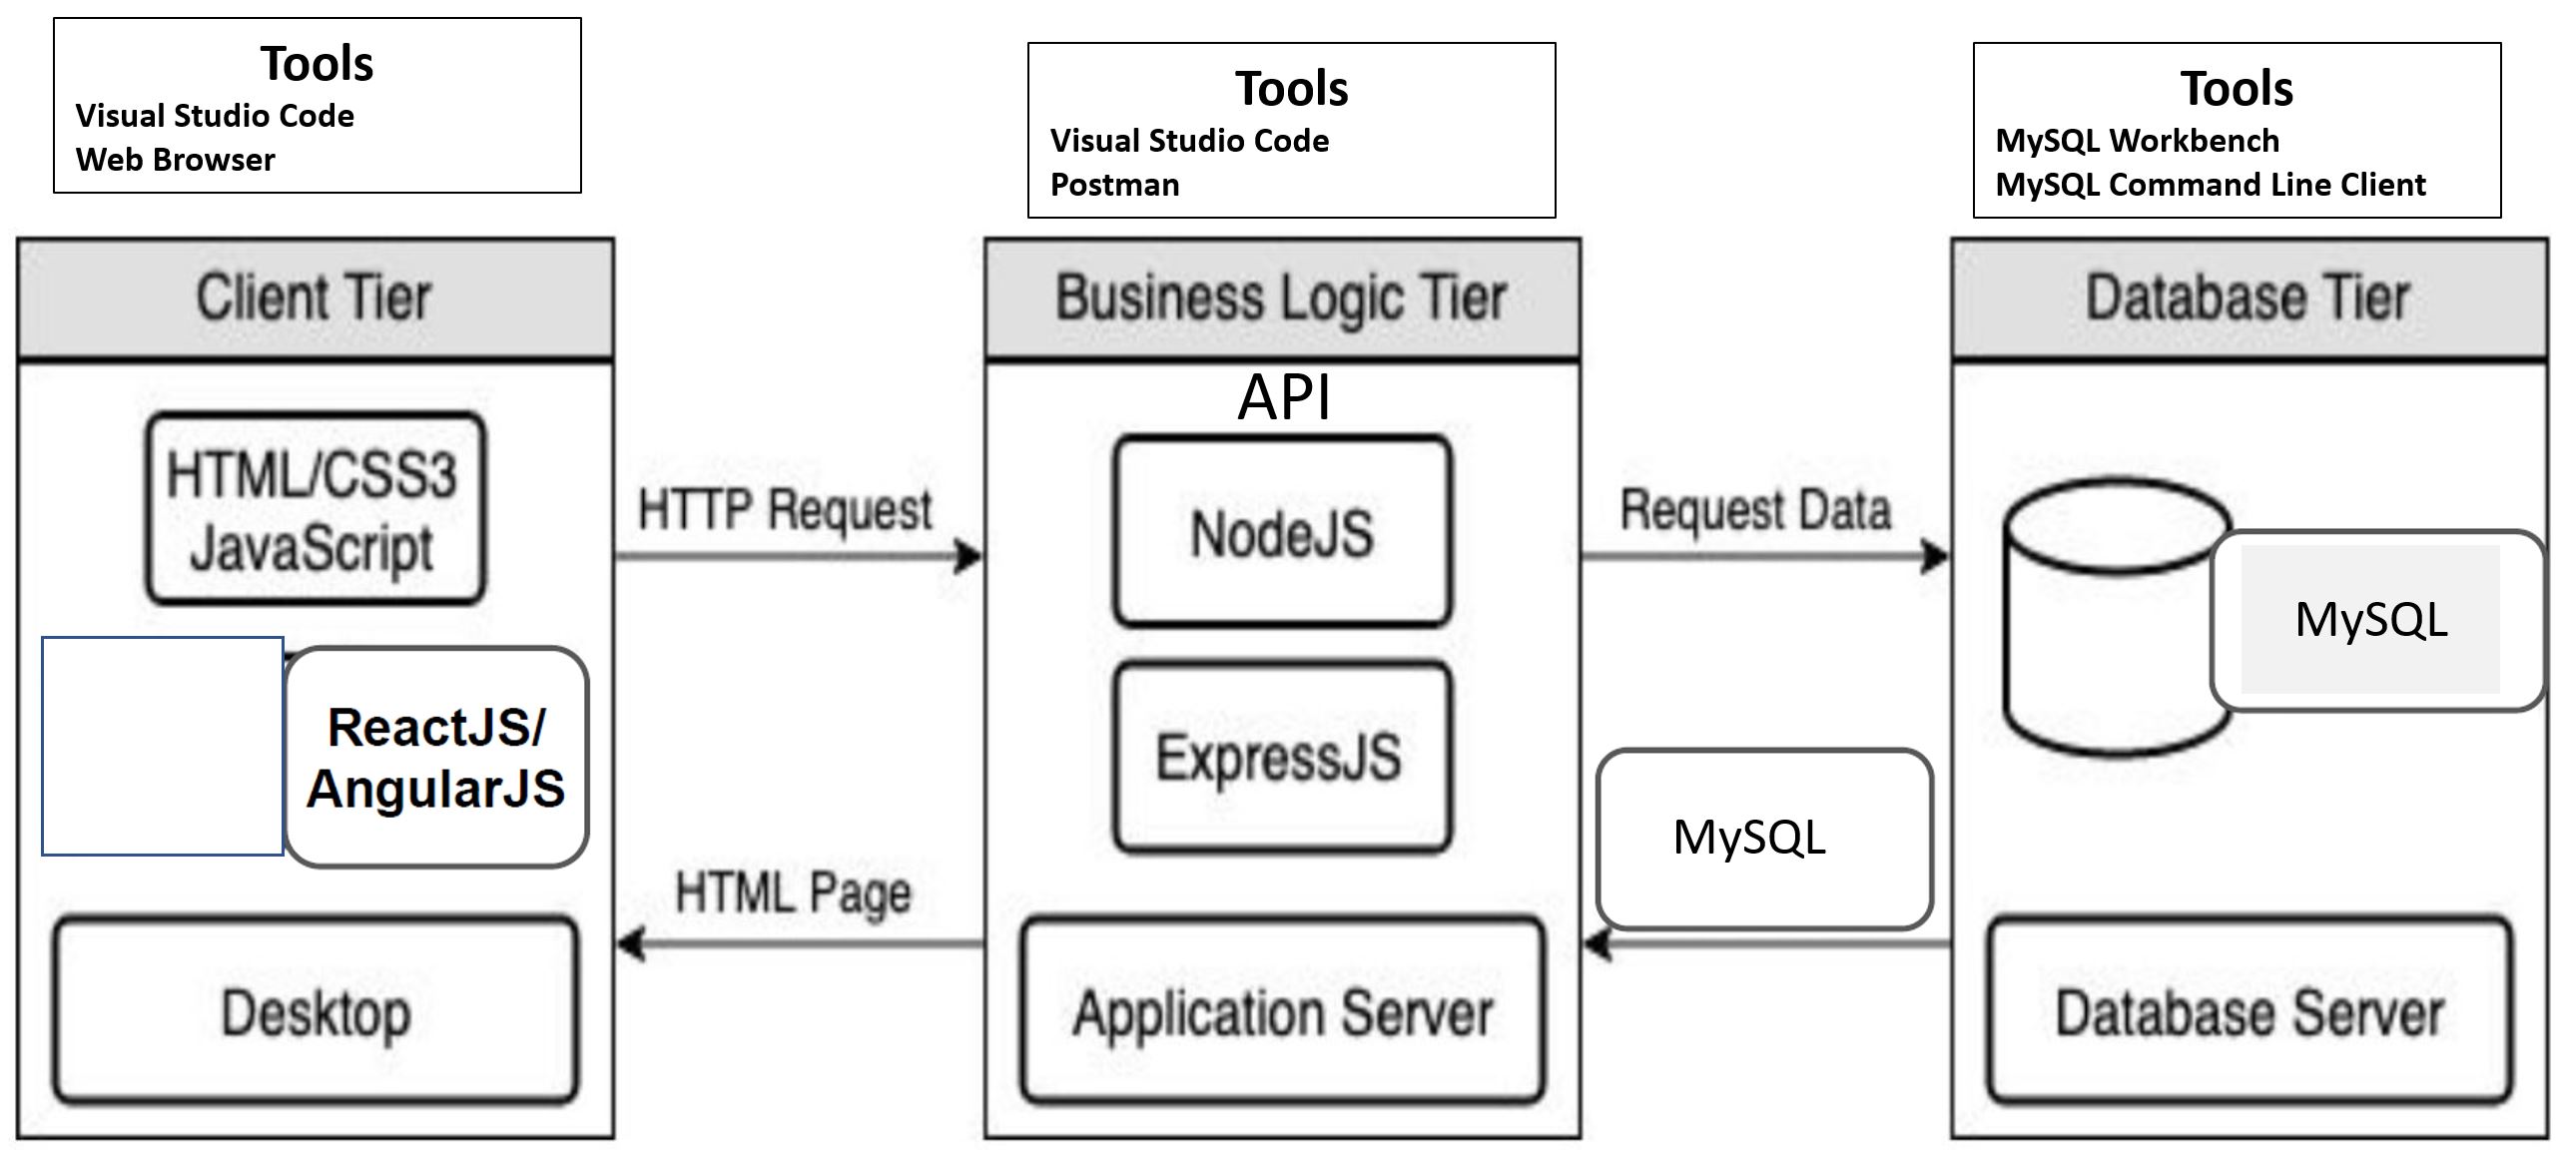 Tools
Visual Studio Code
Web Browser
Tools
Visual Studio Code
Postman
Tools
MySQL Workbench
MySQL Command Line Client
Client Tier
HTML/CSS3
JavaScript
ReactJS/
AngularJS
Desktop
HTTP Request
HTML Page
Business Logic Tier
API
NodeJS
ExpressJS
Application Server
Request Data
MySQL
Database Tier
MySQL
Database Server